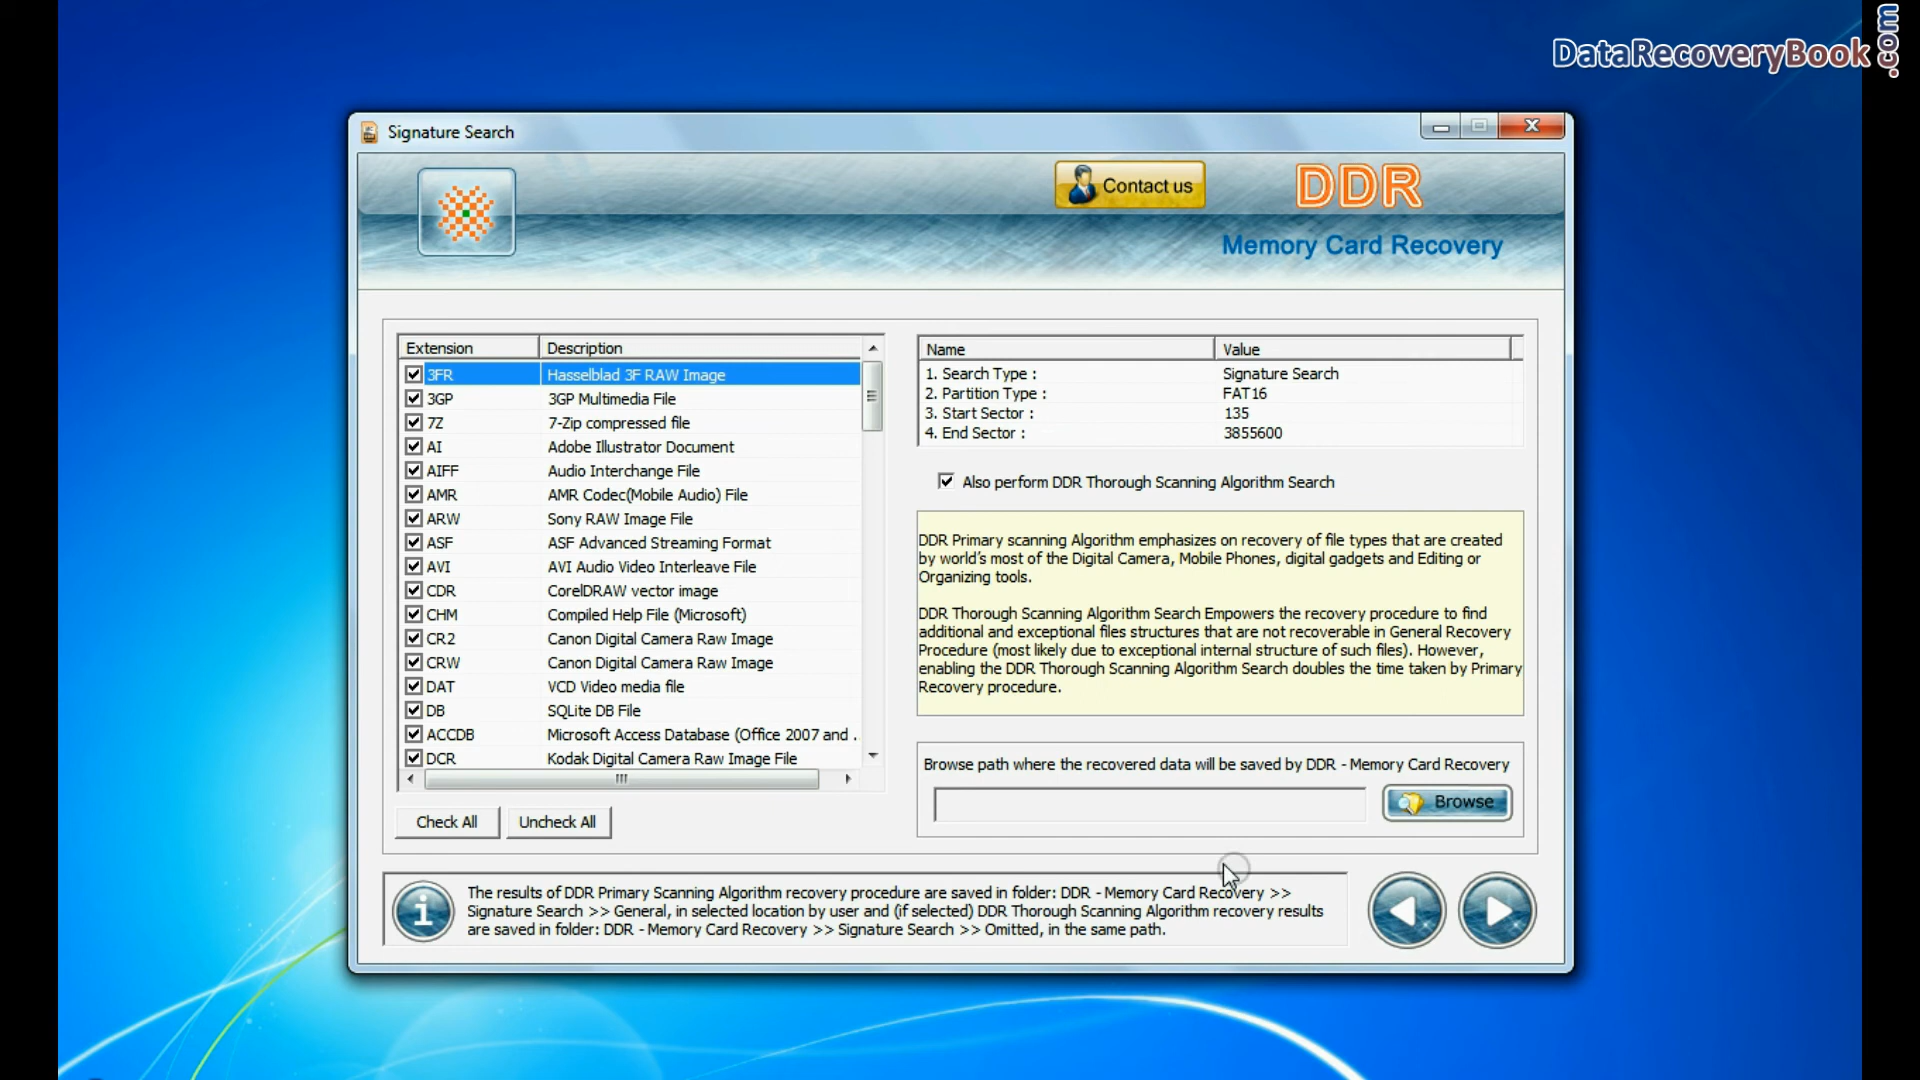 DataRecoveryBook.com
Signature Search
Contact us
DDR
Memory Card Recovery
Extension Description
3FR Hasselblad 3F RAW Image
3GP 3GP Multimedia File
7Z 7-Zip compressed file
AI Adobe Illustrator Document
AIFF Audio Interchange File
AMR AMR Codec(Mobile Audio) File
ARW Sony RAW Image File
ASF ASF Advanced Streaming Format
AVI AVI Audio Video Interleave File
CDR CorelDRAW vector image
CHM Compiled Help File (Microsoft)
CR2 Canon Digital Camera Raw Image
CRW Canon Digital Camera Raw Image
DAT VCD Video media file
DB SQLite DB File
ACCDB Microsoft Access Database (Office 2007 and .
DCR Kodak Digital Camera Raw Image File
Check All Uncheck All
Name Value
1. Search Type : Signature Search
2. Partition Type : FAT16
3. Start Sector : 135
4. End Sector : 3855600
Also perform DDR Thorough Scanning Algorithm Search
DDR Primary scanning Algorithm emphasizes on recovery of file types that are created
by world's most of the Digital Camera, Mobile Phones, digital gadgets and Editing or
Organizing tools.
DDR Thorough Scanning Algorithm Search Empowers the recovery procedure to find
additional and exceptional files structures that are not recoverable in General Recovery
Procedure (most likely due to exceptional internal structure of such files). However,
enabling the DDR Thorough Scanning Algorithm Search doubles the time taken by Primary
Recovery procedure.
Browse path where the recovered data will be saved by DDR - Memory Card Recovery
Browse
The results of DDR Primary Scanning Algorithm recovery procedure are saved in folder: DDR - Memory Card Recovery >>
Signature Search >> General, in selected location by user and (if selected) DDR Thorough Scanning Algorithm recovery results
are saved in folder: DDR - Memory Card Recovery >> Signature Search >> Omitted, in the same path.